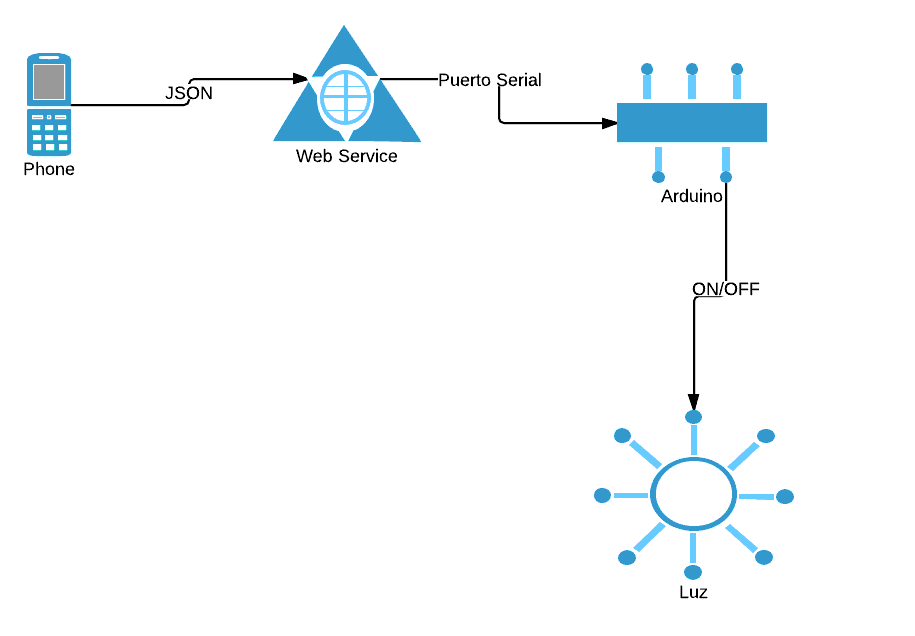 JSON
Phone
Web Service
Puerto Serial
Arduino
ON/OFF
Luz